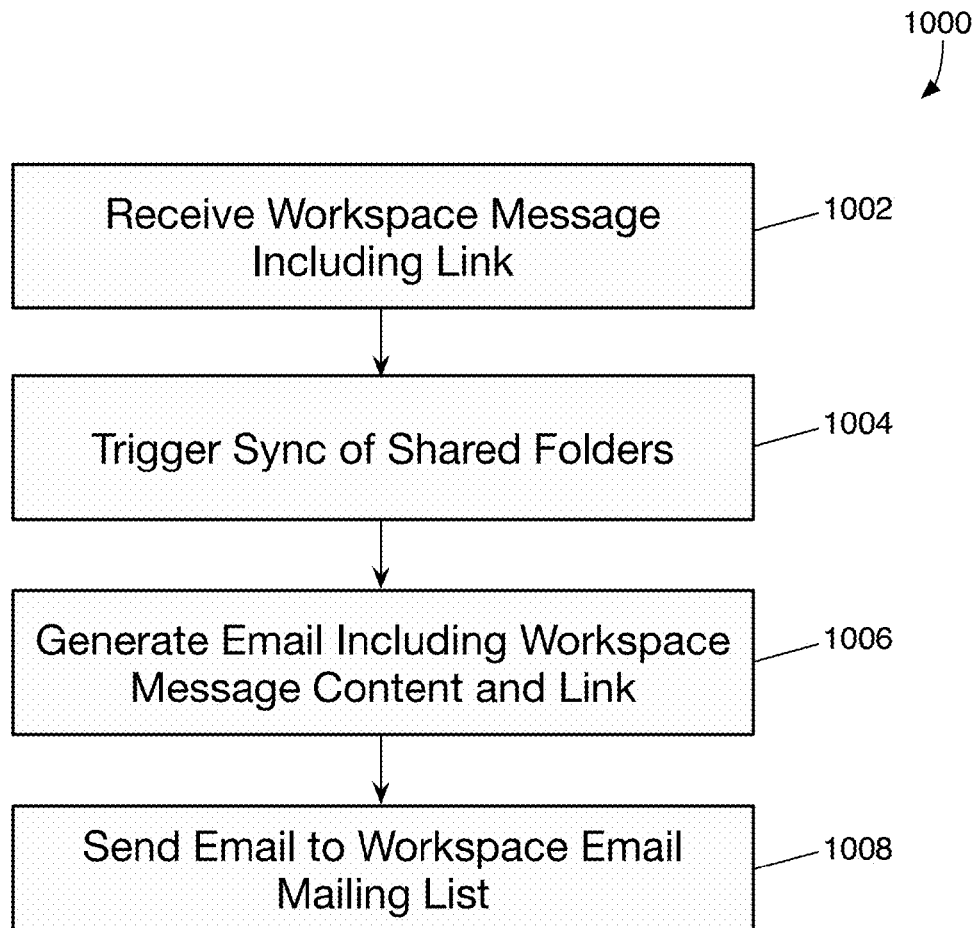 1000
Receive Workspace Message
Including Link
1002
Trigger Sync of Shared Folders
1004
Generate Email Including Workspace
Message Content and Link
1006
Send Email to Workspace Email
Mailing List
1008